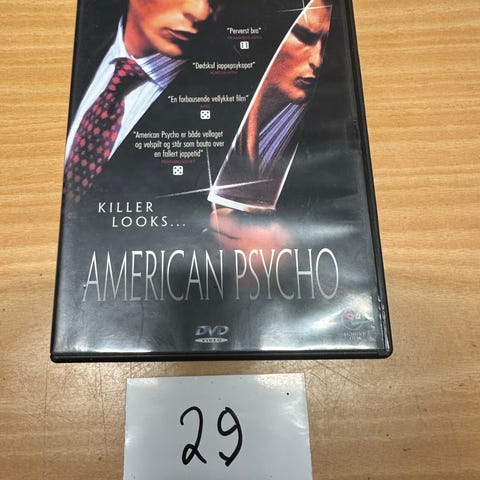 "Perverst bra"
"Dødskul jappepsykopat"
"En forbausende vellykket film"
"American Psycho er både vellaget
og velspilt og står som bauta over
en fallert jappetid"
KILLER
LOOKS...
AMERICAN PSYCHO
DVD
VIDEO
29